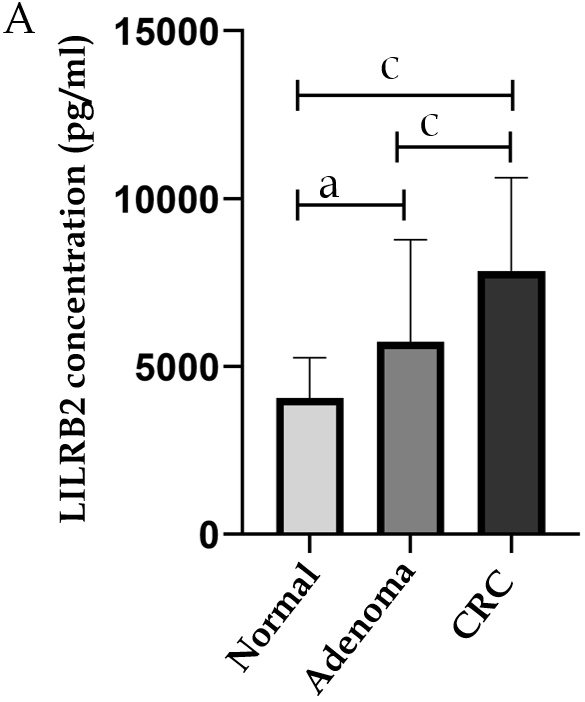 A
LILRB2 concentration (pg/ml)
15000
10000
5000
0
c
c
a
Normal
Adenoma
CRC